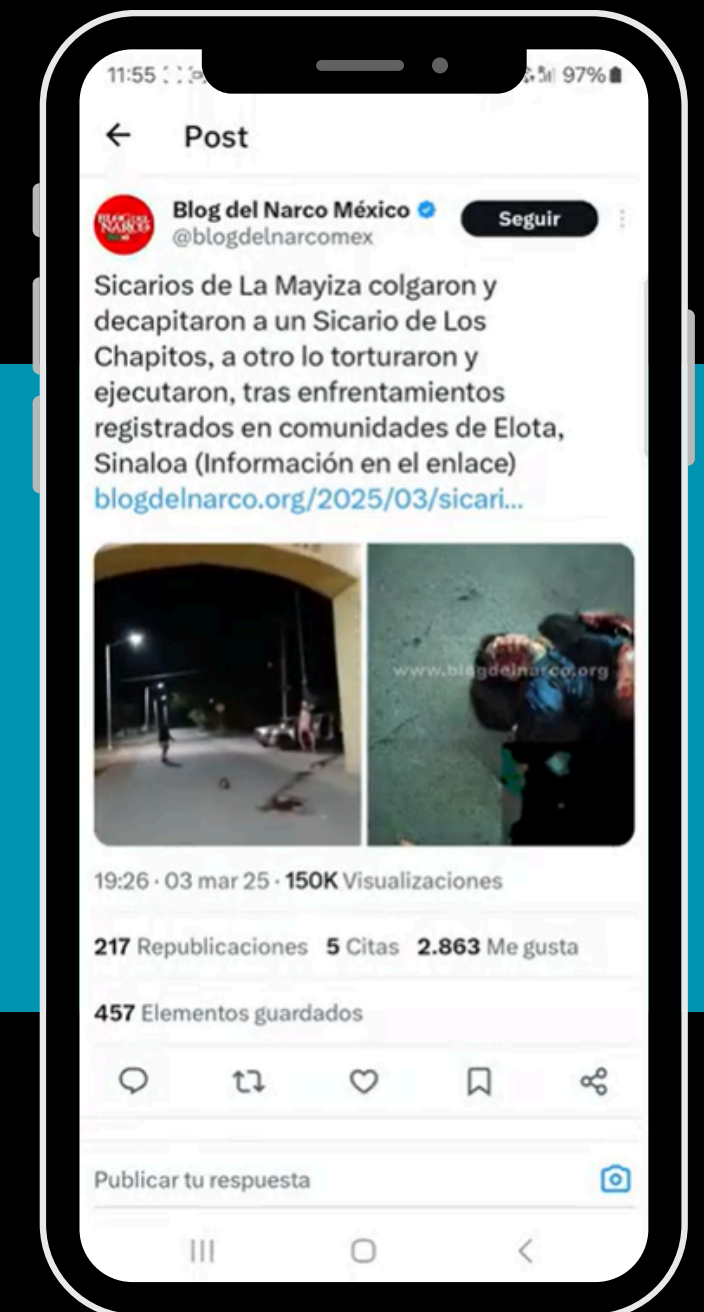 11:55
97%
Post
BLOG DEL
NARCO
Blog del Narco México
Seguir
@blogdelnarcomex
Sicarios de La Mayiza colgaron y
decapitaron a un Sicario de Los
Chapitos, a otro lo torturaron y
ejecutaron, tras enfrentamientos
registrados en comunidades de Elota,
Sinaloa (Información en el enlace)
blogdelnarco.org/2025/03/sicari...
www.blogdelnarco.org
19:26 · 03 mar 25 · 150K Visualizaciones
217 Republicaciones 5 Citas 2.863 Me gusta
457 Elementos guardados
Publicar tu respuesta